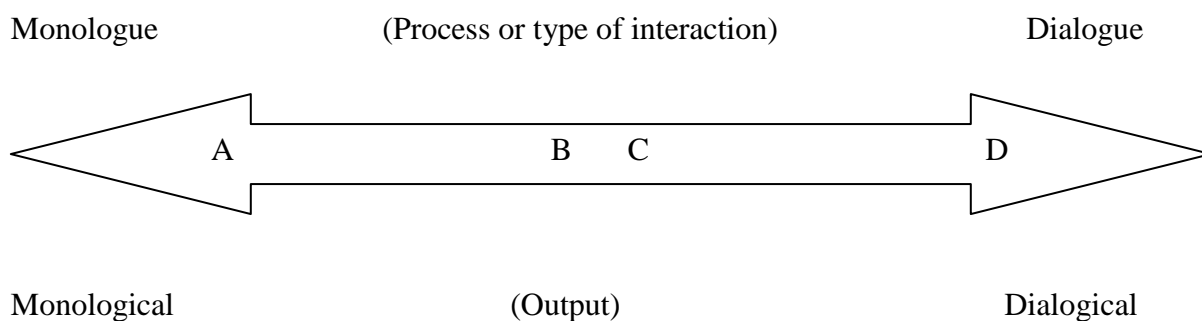 Monologue (Process or type of interaction) Dialogue
A B C D
Monological (Output) Dialogical